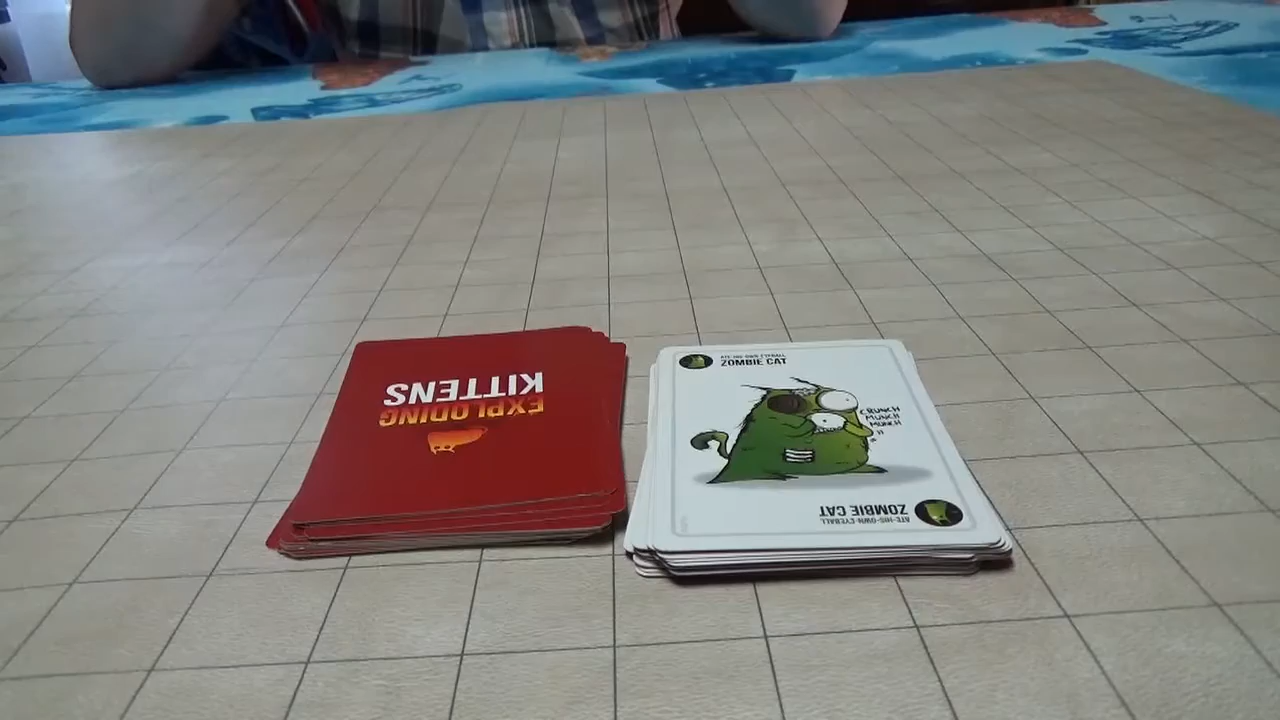 EXPLODING
KITTENS
ATE-HIS-OWN-EYEBALL
ZOMBIE CAT
CRUNCH
MUNCH
MUNCH
ATE-HIS-OWN-EYEBALL
ZOMBIE CAT